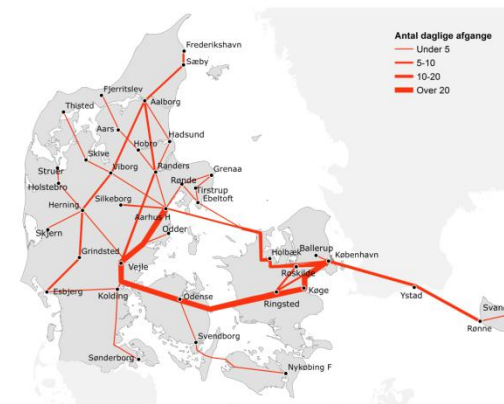 Antal daglige afgange
Under 5
5-10
10-20
Over 20
Frederikshavn
Sæby
Fjerritslev
Thisted
Aalborg
Aars
Hadsund
Hobro
Skive
Struer
Viborg
Randers
Holstebro
Rønde
Grenaa
Tirstrup
Ebeltoft
Silkeborg
Herning
Aarhus H
Skjern
Odder
Grindsted
Vejle
Holbæk
Ballerup
København
Roskilde
Esbjerg
Kolding
Odense
Ringsted
Køge
Ystad
Svendborg
Rønne
Sønderborg
Nykøbing F